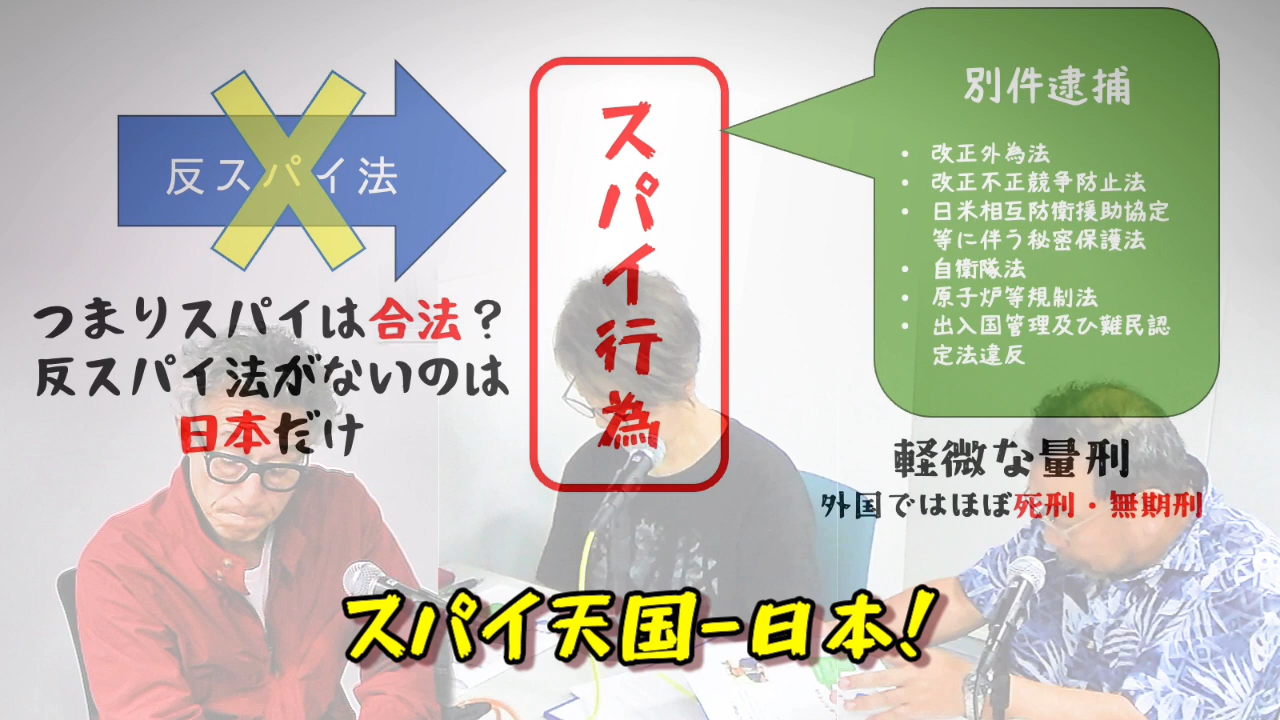 反スパイ法
つまりスパイは合法？
反スパイ法がないのは
日本だけ
スパイ行為
別件逮捕
• 改正外為法
• 改正不正競争防止法
• 日米相互防衛援助協定
等に伴う秘密保護法
• 自衛隊法
• 原子炉等規制法
• 出入国管理及び難民認
定法違反
軽微な量刑
外国ではほぼ死刑・無期刑
スパイ天国-日本!